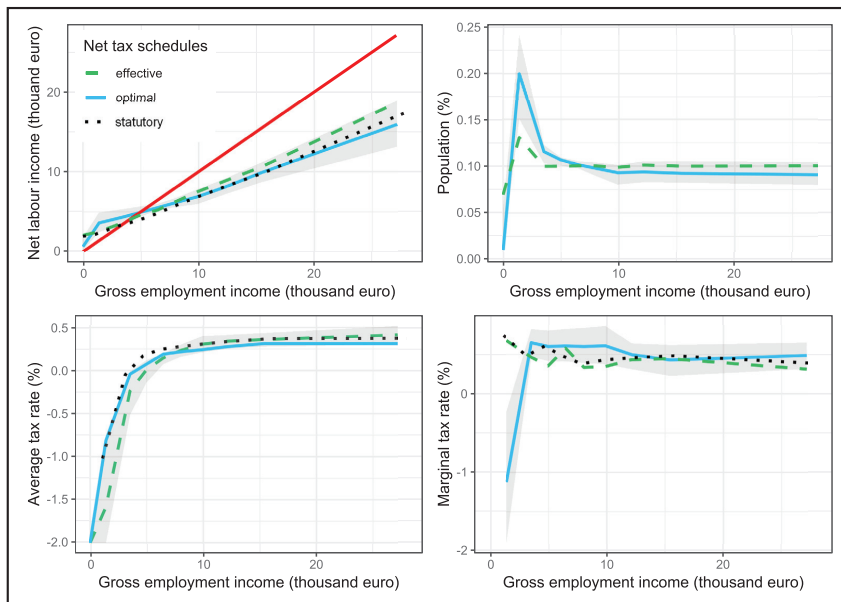 Net labour income (thousand euro)
20
10
0
Net tax schedules
effective
optimal
statutory
0
10
20
Gross employment income (thousand euro)
Population (%)
0.25
0.20
0.15
0.10
0.05
0.00
0
10
20
Gross employment income (thousand euro)
Average tax rate (%)
0.5
0.0
-0.5
-1.0
-1.5
-2.0
0
10
20
Gross employment income (thousand euro)
Marginal tax rate (%)
0
-1
-2
0
10
20
Gross employment income (thousand euro)